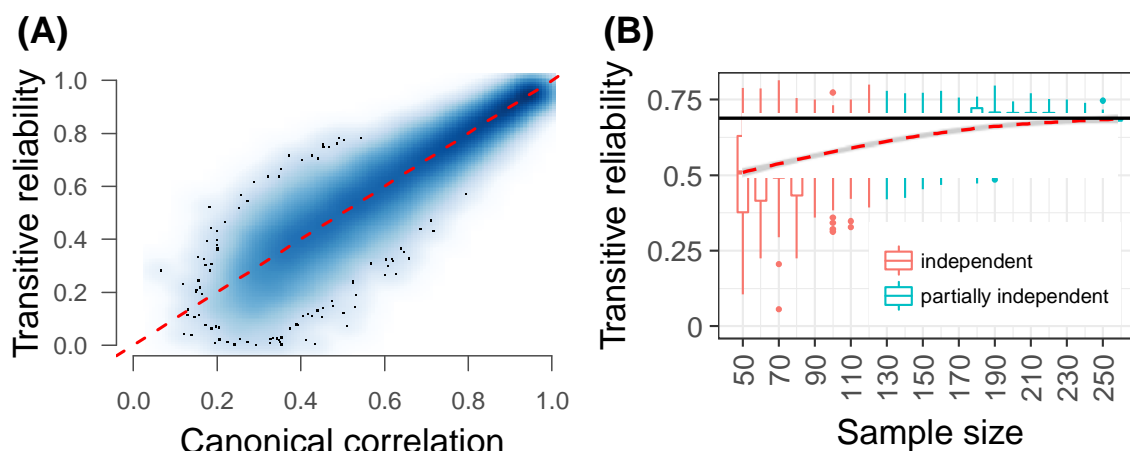 (A)
Transitive reliability
1.0
0.8
0.6
0.4
0.2
0.0
0.0 0.2 0.4 0.6 0.8 1.0
Canonical correlation
(B)
Transitive reliability
0.75
0.5
0.25
0
independent
partially independent
50 70 90 110 130 150 170 190 210 230 250
Sample size